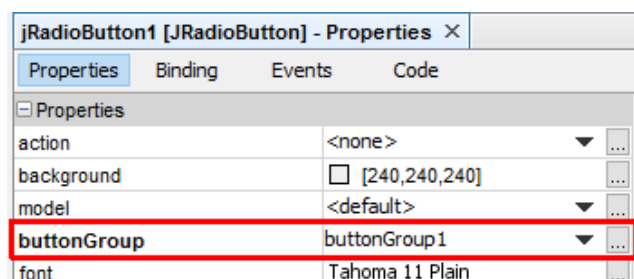 jRadioButton1 [JRadioButton] - Properties ×
Properties Binding Events Code
Properties
action <none> ...
background [240,240,240] ...
model <default> ...
buttonGroup buttonGroup1 ...
font Tahoma 11 Plain ...